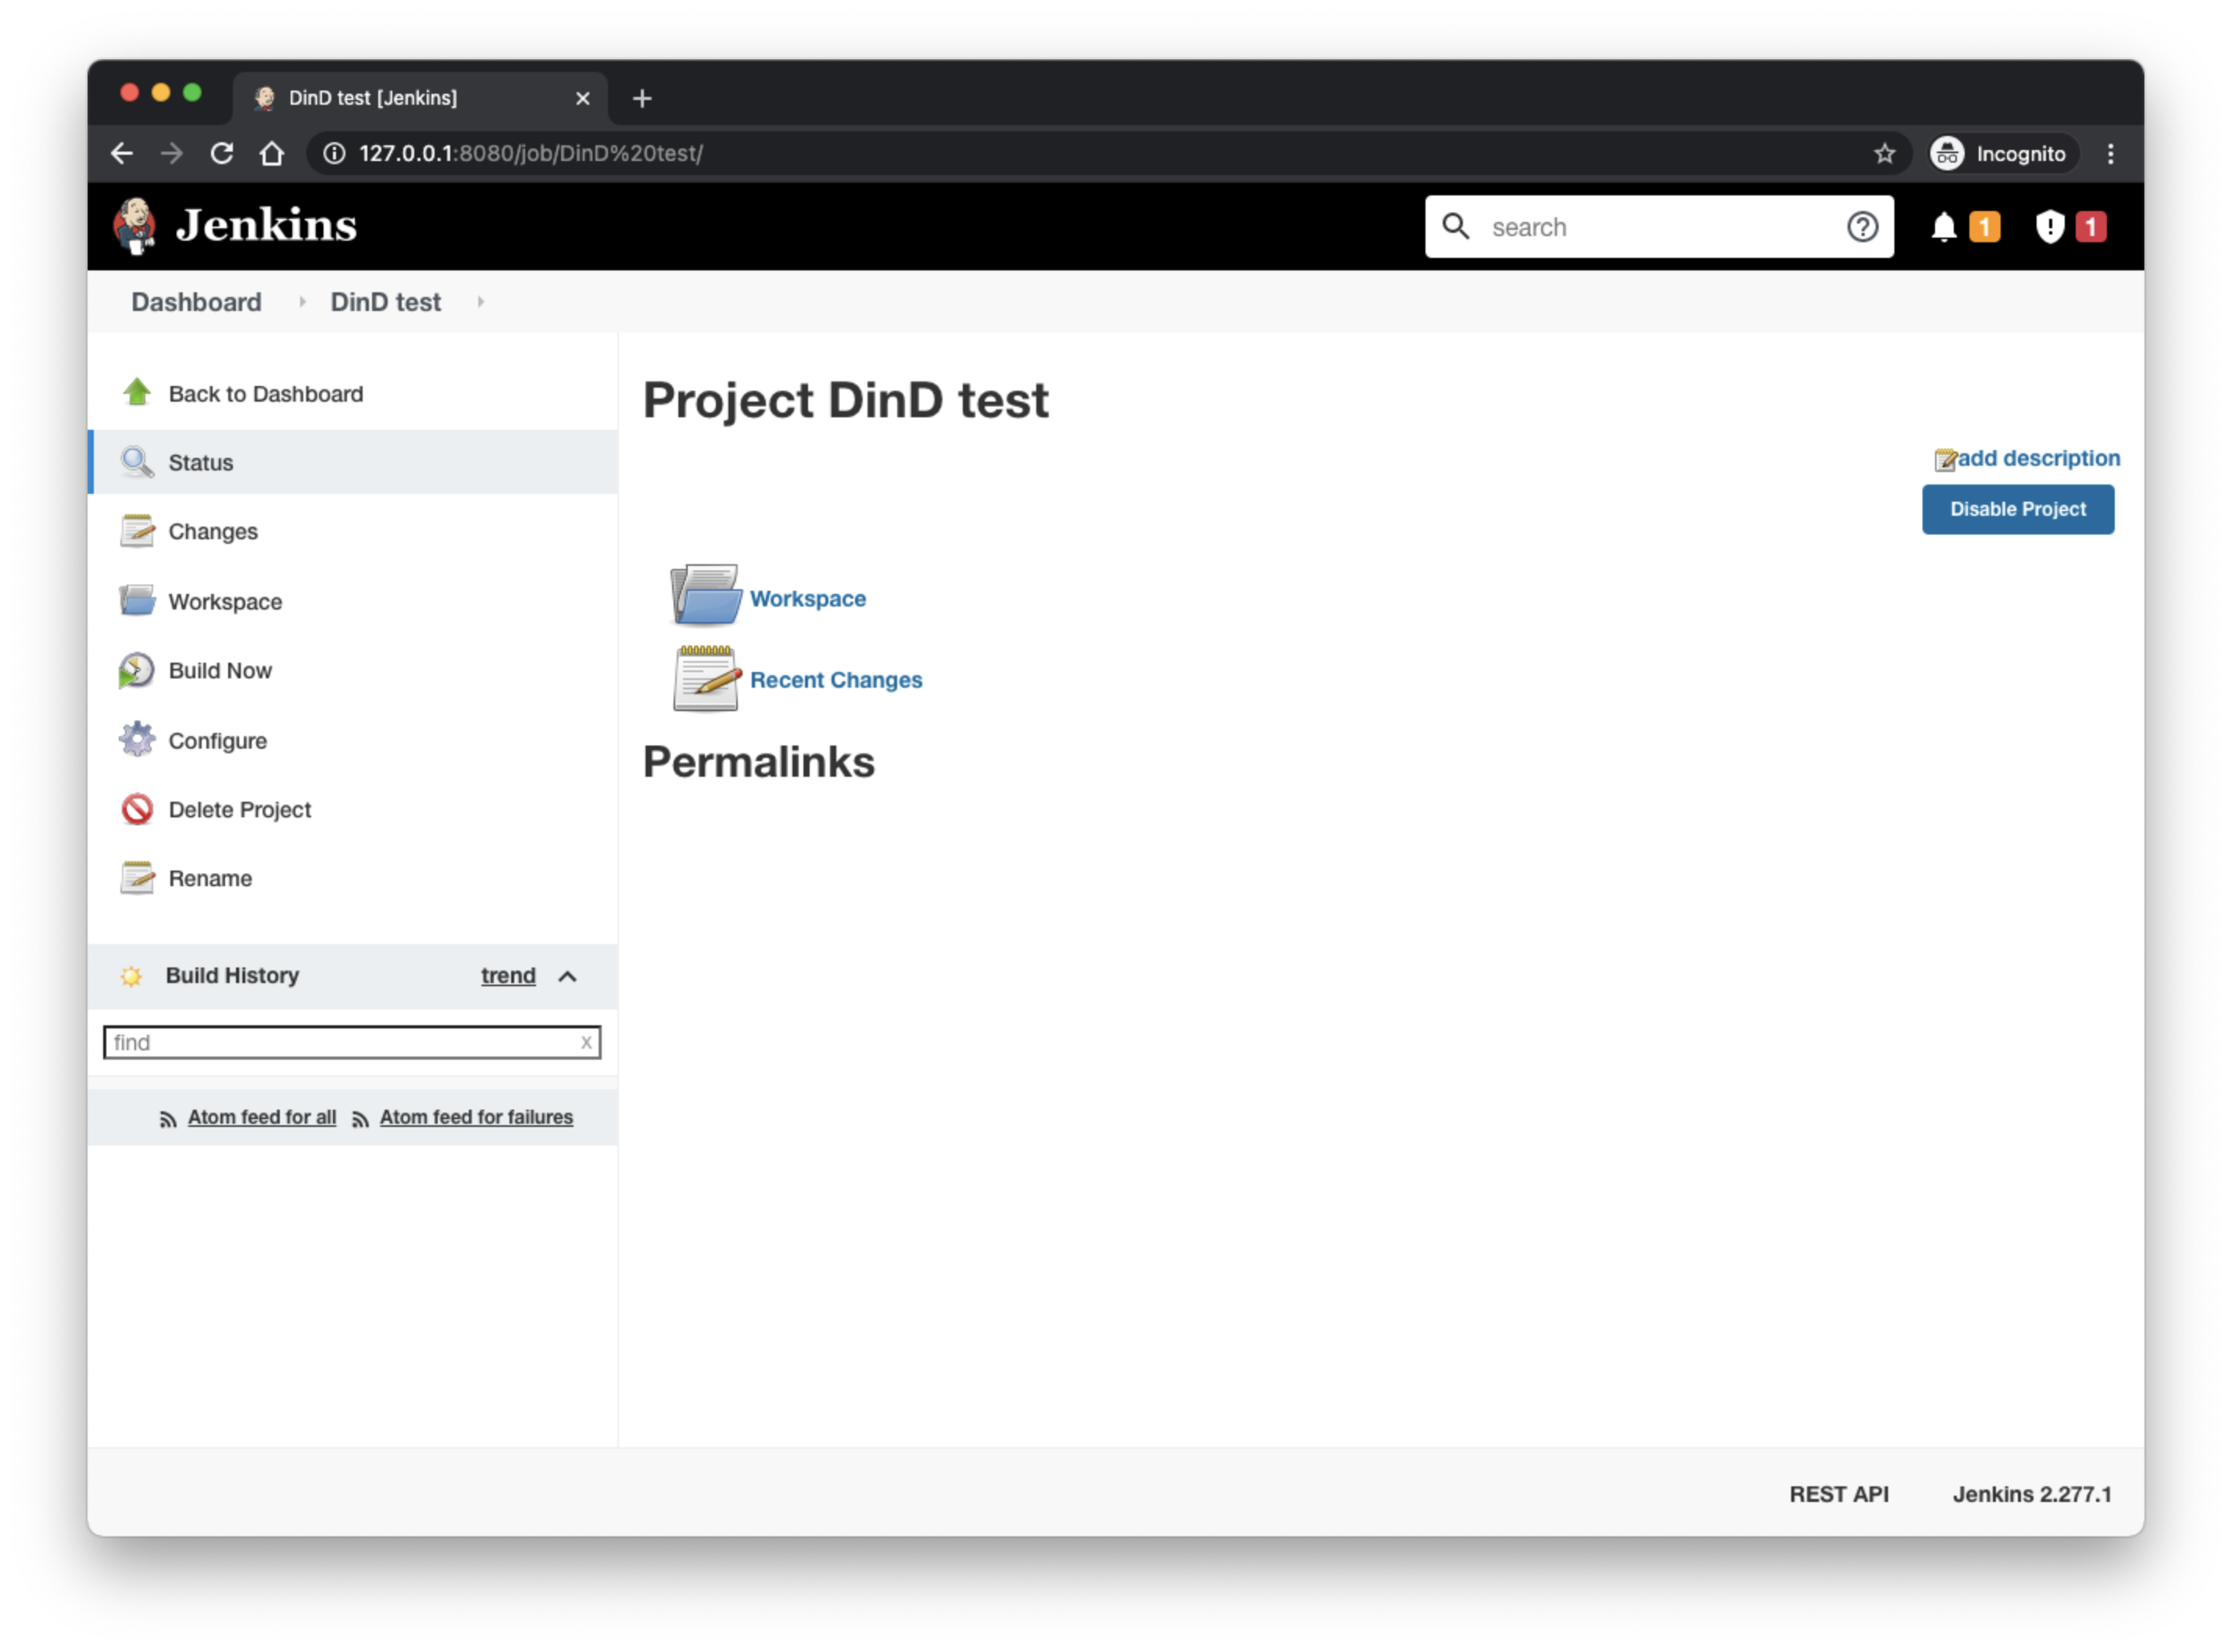 DinD test [Jenkins]
127.0.0.1:8080/job/DinD%20test/
Incognito
Jenkins
search
1
1
Dashboard
DinD test
Back to Dashboard
Status
Changes
Workspace
Build Now
Configure
Delete Project
Rename
Build History
trend
find
x
Atom feed for all
Atom feed for failures
Project DinD test
add description
Disable Project
Workspace
Recent Changes
Permalinks
REST API
Jenkins 2.277.1